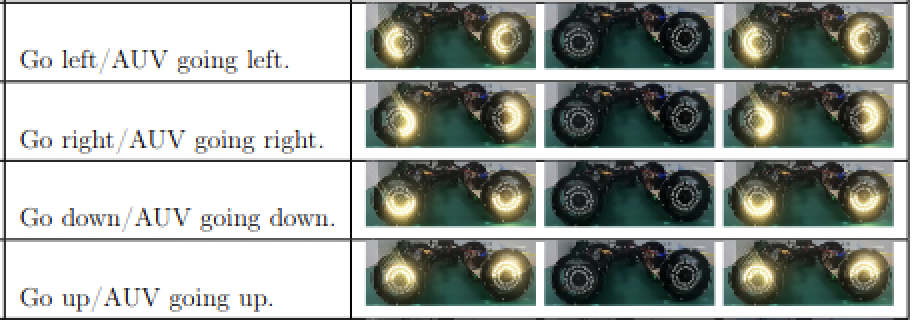 Go left/AUV going left.
Go right/AUV going right.
Go down/AUV going down.
Go up/AUV going up.